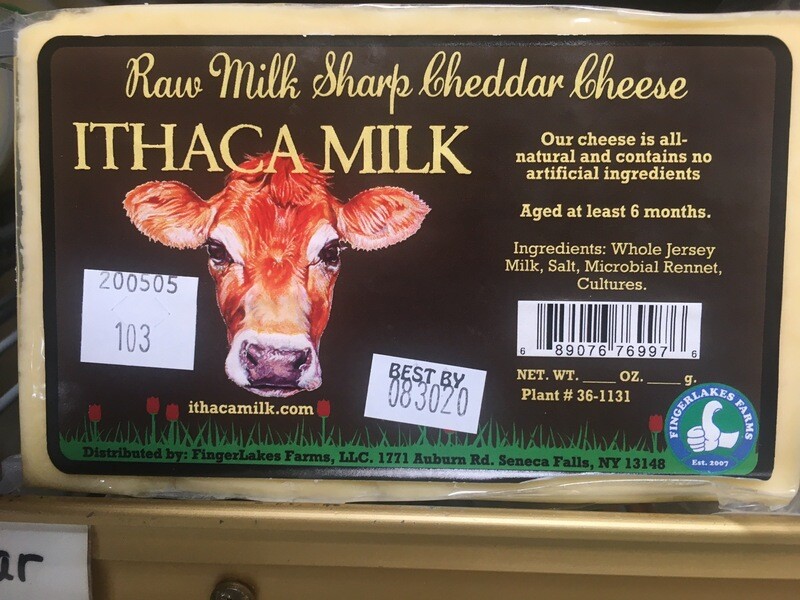 Raw Milk Sharp Cheddar Cheese
ITHACA MILK
Our cheese is all-
natural and contains no
artificial ingredients
Aged at least 6 months.
Ingredients: Whole Jersey
Milk, Salt, Microbial Rennet,
Cultures.
200505
103
BEST BY
083020
6 89076 76997 6
NET. WT. ____ OZ. ____ g.
Plant # 36-1131
ithacamilk.com
FINGERLAKES FARMS
Est. 2007
Distributed by: FingerLakes Farms, LLC. 1771 Auburn Rd. Seneca Falls, NY 13148
ar